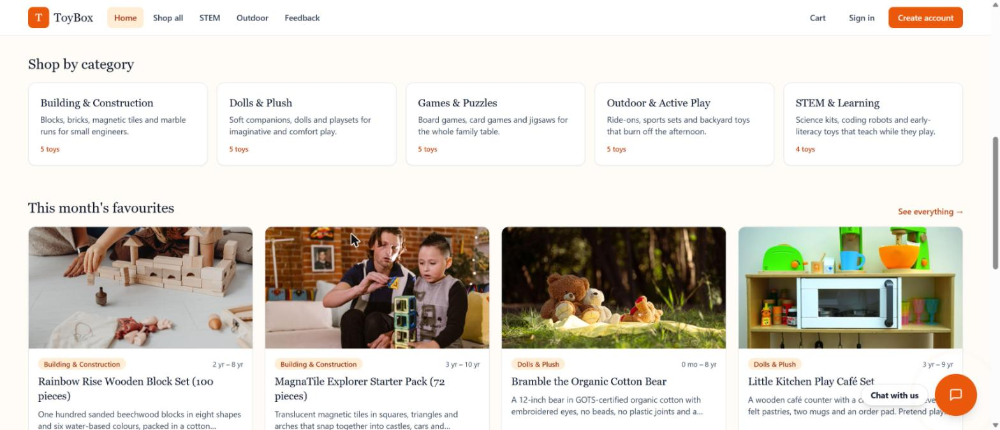 T ToyBox Home Shop all STEM Outdoor Feedback Cart Sign in Create account
Shop by category
Building & Construction
Blocks, bricks, magnetic tiles and marble
runs for small engineers.
5 toys
Dolls & Plush
Soft companions, dolls and playsets for
imaginative and comfort play.
5 toys
Games & Puzzles
Board games, card games and jigsaws for
the whole family table.
5 toys
Outdoor & Active Play
Ride-ons, sports sets and backyard toys
that burn off the afternoon.
5 toys
STEM & Learning
Science kits, coding robots and early-
literacy toys that teach while they play.
4 toys
This month's favourites
See everything →
Building & Construction 2 yr – 8 yr
Rainbow Rise Wooden Block Set (100
pieces)
One hundred sanded beechwood blocks in eight shapes
and six water-based colours, packed in a cotton...
Building & Construction 3 yr – 10 yr
MagnaTile Explorer Starter Pack (72
pieces)
Translucent magnetic tiles in squares, triangles and
arches that snap together into castles, cars and...
Dolls & Plush 0 mo – 8 yr
Bramble the Organic Cotton Bear
A 12-inch bear in GOTS-certified organic cotton with
embroidered eyes, no beads, no plastic joints and a...
Dolls & Plush 3 yr – 9 yr
Little Kitchen Play Café Set
A wooden café counter with a
felt pastries, two mugs and an order pad. Pretend play...
Chat with us